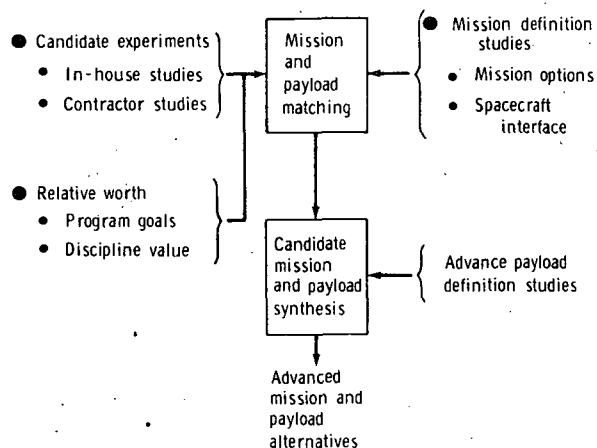 ● Candidate experiments
● In-house studies
● Contractor studies
Mission
and
payload
matching
● Mission definition
studies
● Mission options
● Spacecraft
interface
● Relative worth
● Program goals
● Discipline value
Candidate
mission
and payload
synthesis
Advance payload
definition studies
Advanced
mission and
payload
alternatives